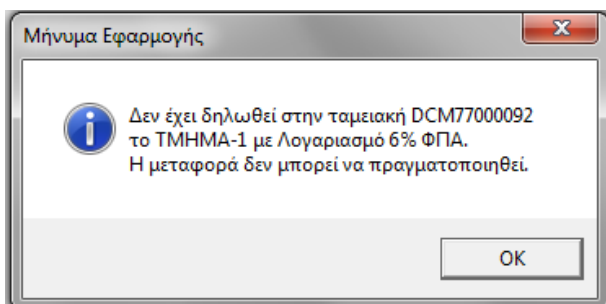 Μήνυμα Εφαρμογής
Δεν έχει δηλωθεί στην ταμειακή DCM77000092
το ΤΜΗΜΑ-1 με Λογαριασμό 6% ΦΠΑ.
Η μεταφορά δεν μπορεί να πραγματοποιηθεί.
OK